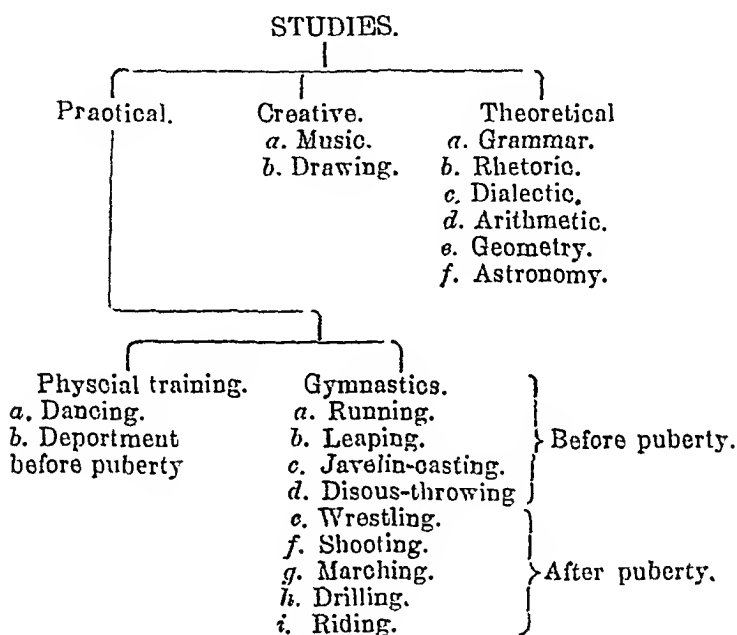 STUDIES.
Praotical.
Creative.
a. Music.
b. Drawing.
Theoretical
a. Grammar.
b. Rhetoric.
c. Dialectic.
d. Arithmetic.
e. Geometry.
f. Astronomy.
Physcial training.
a. Dancing.
b. Deportment
before puberty
Gymnastics.
a. Running.
b. Leaping.
c. Javelin-casting.
d. Disous-throwing
Before puberty.
e. Wrestling.
f. Shooting.
g. Marching.
h. Drilling.
i. Riding.
After puberty.